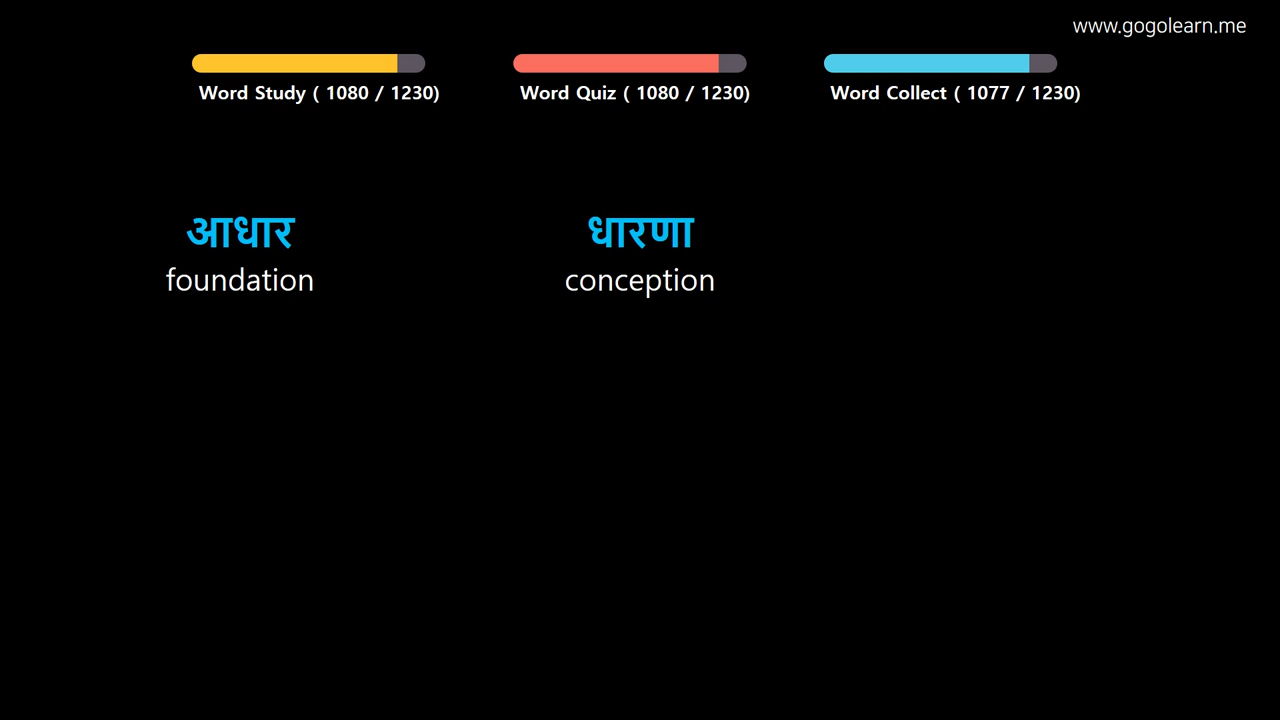 www.gogolearn.me
Word Study ( 1080 / 1230)
Word Quiz ( 1080 / 1230)
Word Collect ( 1077 / 1230)
आधार
foundation
धारणा
conception